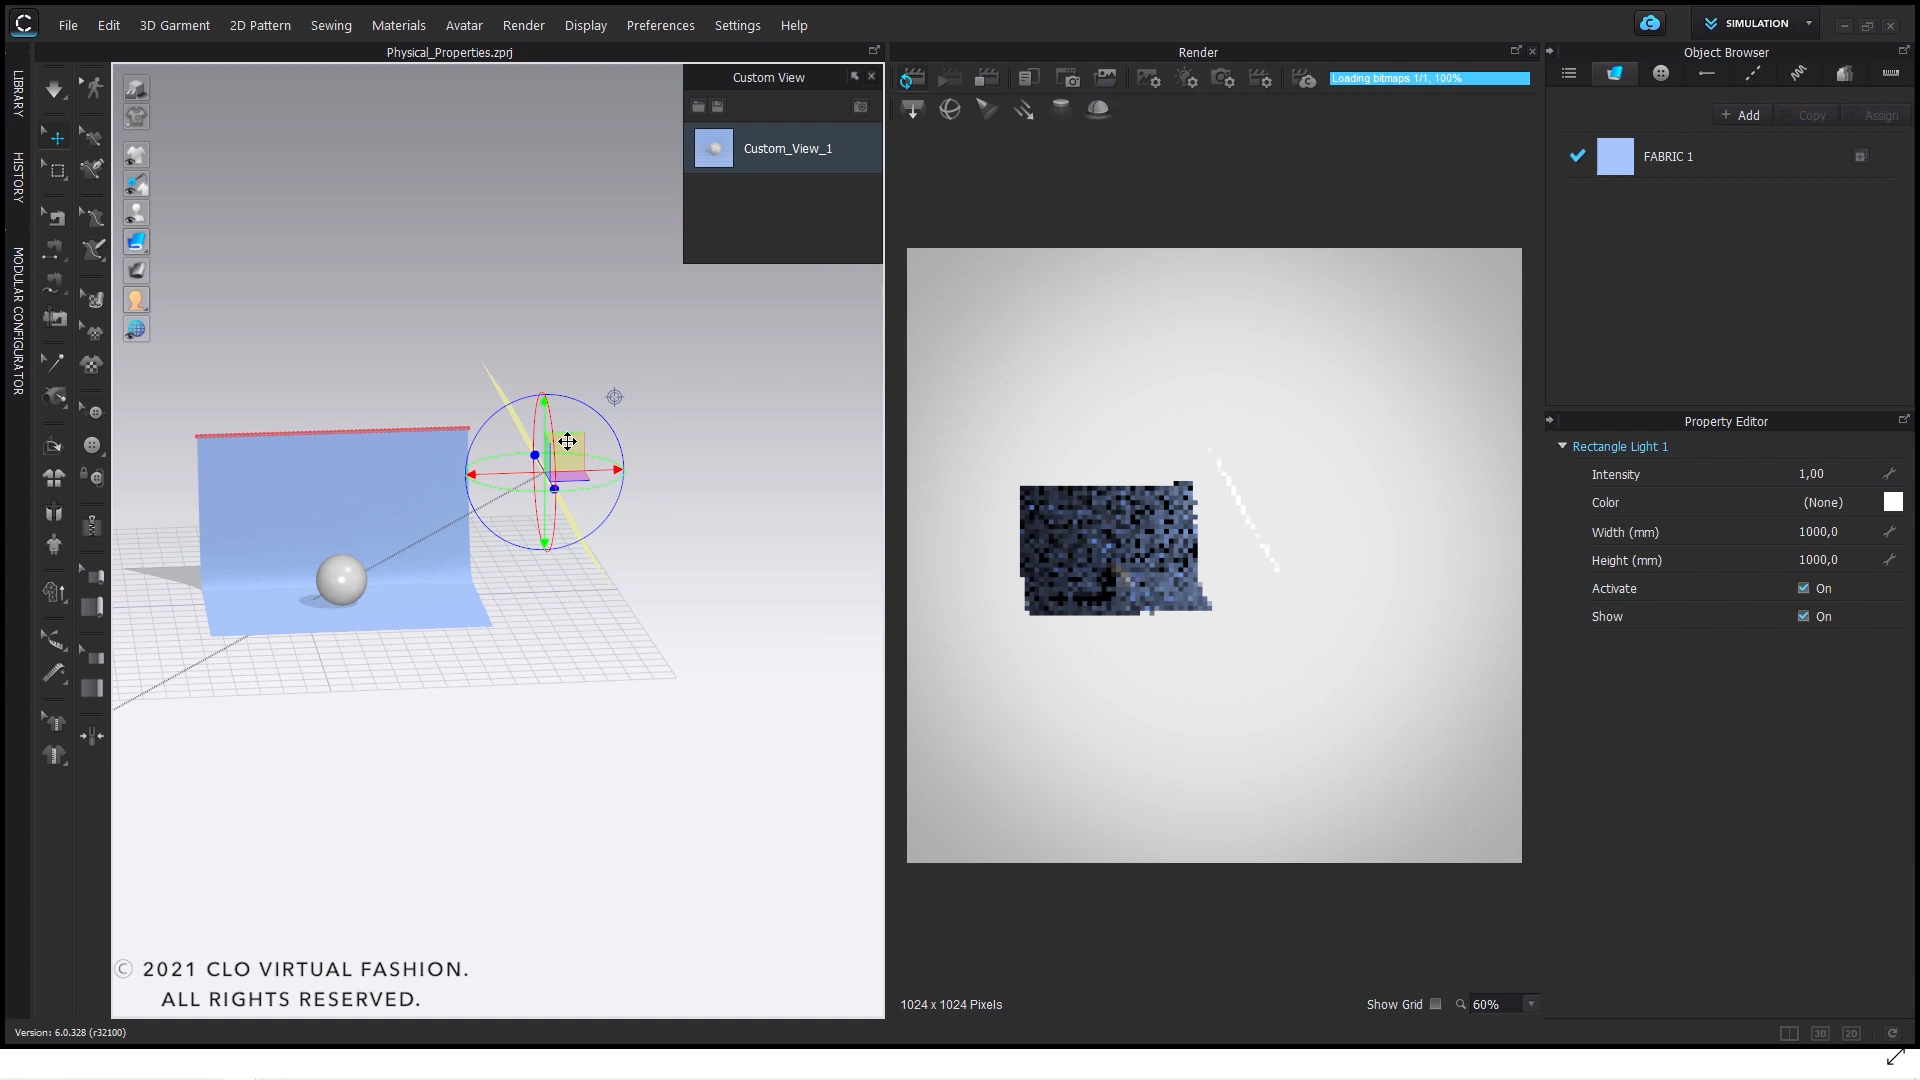 File Edit 3D Garment 2D Pattern Sewing Materials Avatar Render Display Preferences Settings Help
SIMULATION
Physical_Properties.zprj
Render
Object Browser
LIBRARY
HISTORY
MODULAR CONFIGURATOR
Custom View
Custom_View_1
Loading bitmaps 1/1, 100%
+ Add Copy Assign
FABRIC 1
Property Editor
Rectangle Light 1
Intensity 1,00
Color (None)
Width (mm) 1000,0
Height (mm) 1000,0
Activate On
Show On
© 2021 CLO VIRTUAL FASHION.
ALL RIGHTS RESERVED.
1024 x 1024 Pixels
Show Grid 60%
Version: 6.0.328 (r32100)
3D 2D